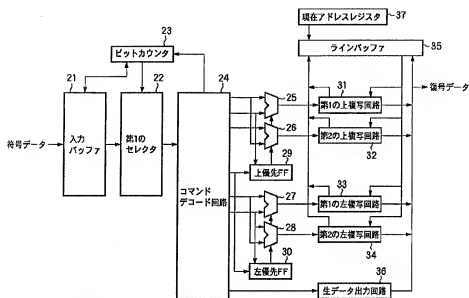 現在アドレスレジスタ
37
ビットカウンタ
23
ラインバッファ
35
21
22
24
符号データ
入力
バッファ
第1の
セレクタ
コマンド
デコード回路
25
26
29
上優先FF
27
28
30
左優先FF
31
第1の上複写回路
第2の上複写回路
32
33
第1の左複写回路
第2の左複写回路
34
36
生データ出力回路
復号データ